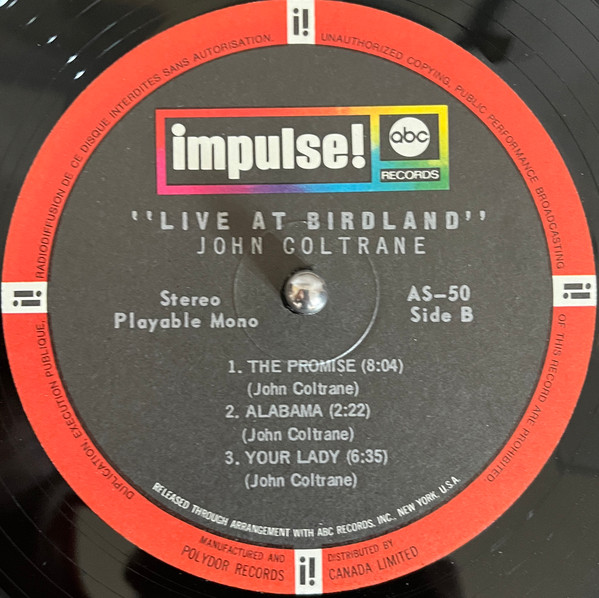 i!
UNAUTHORIZED COPYING, PUBLIC PERFORMANCE BROADCASTING
i!
OF THIS RECORD ARE PROHIBITED.
i!
DUPLICATION, EXECUTION PUBLIQUE,
i!
RADIODIFFUSION DE CE DISQUE INTERDITES SANS AUTORISATION.
impulse!
abc
RECORDS
"LIVE AT BIRDLAND"
JOHN COLTRANE
Stereo
Playable Mono
AS-50
Side B
1. THE PROMISE (8:04)
(John Coltrane)
2. ALABAMA (2:22)
(John Coltrane)
3. YOUR LADY (6:35)
(John Coltrane)
RELEASED THROUGH ARRANGEMENT WITH ABC RECORDS, INC., NEW YORK, U.S.A.
MANUFACTURED AND DISTRIBUTED BY
POLYDOR RECORDS CANADA LIMITED